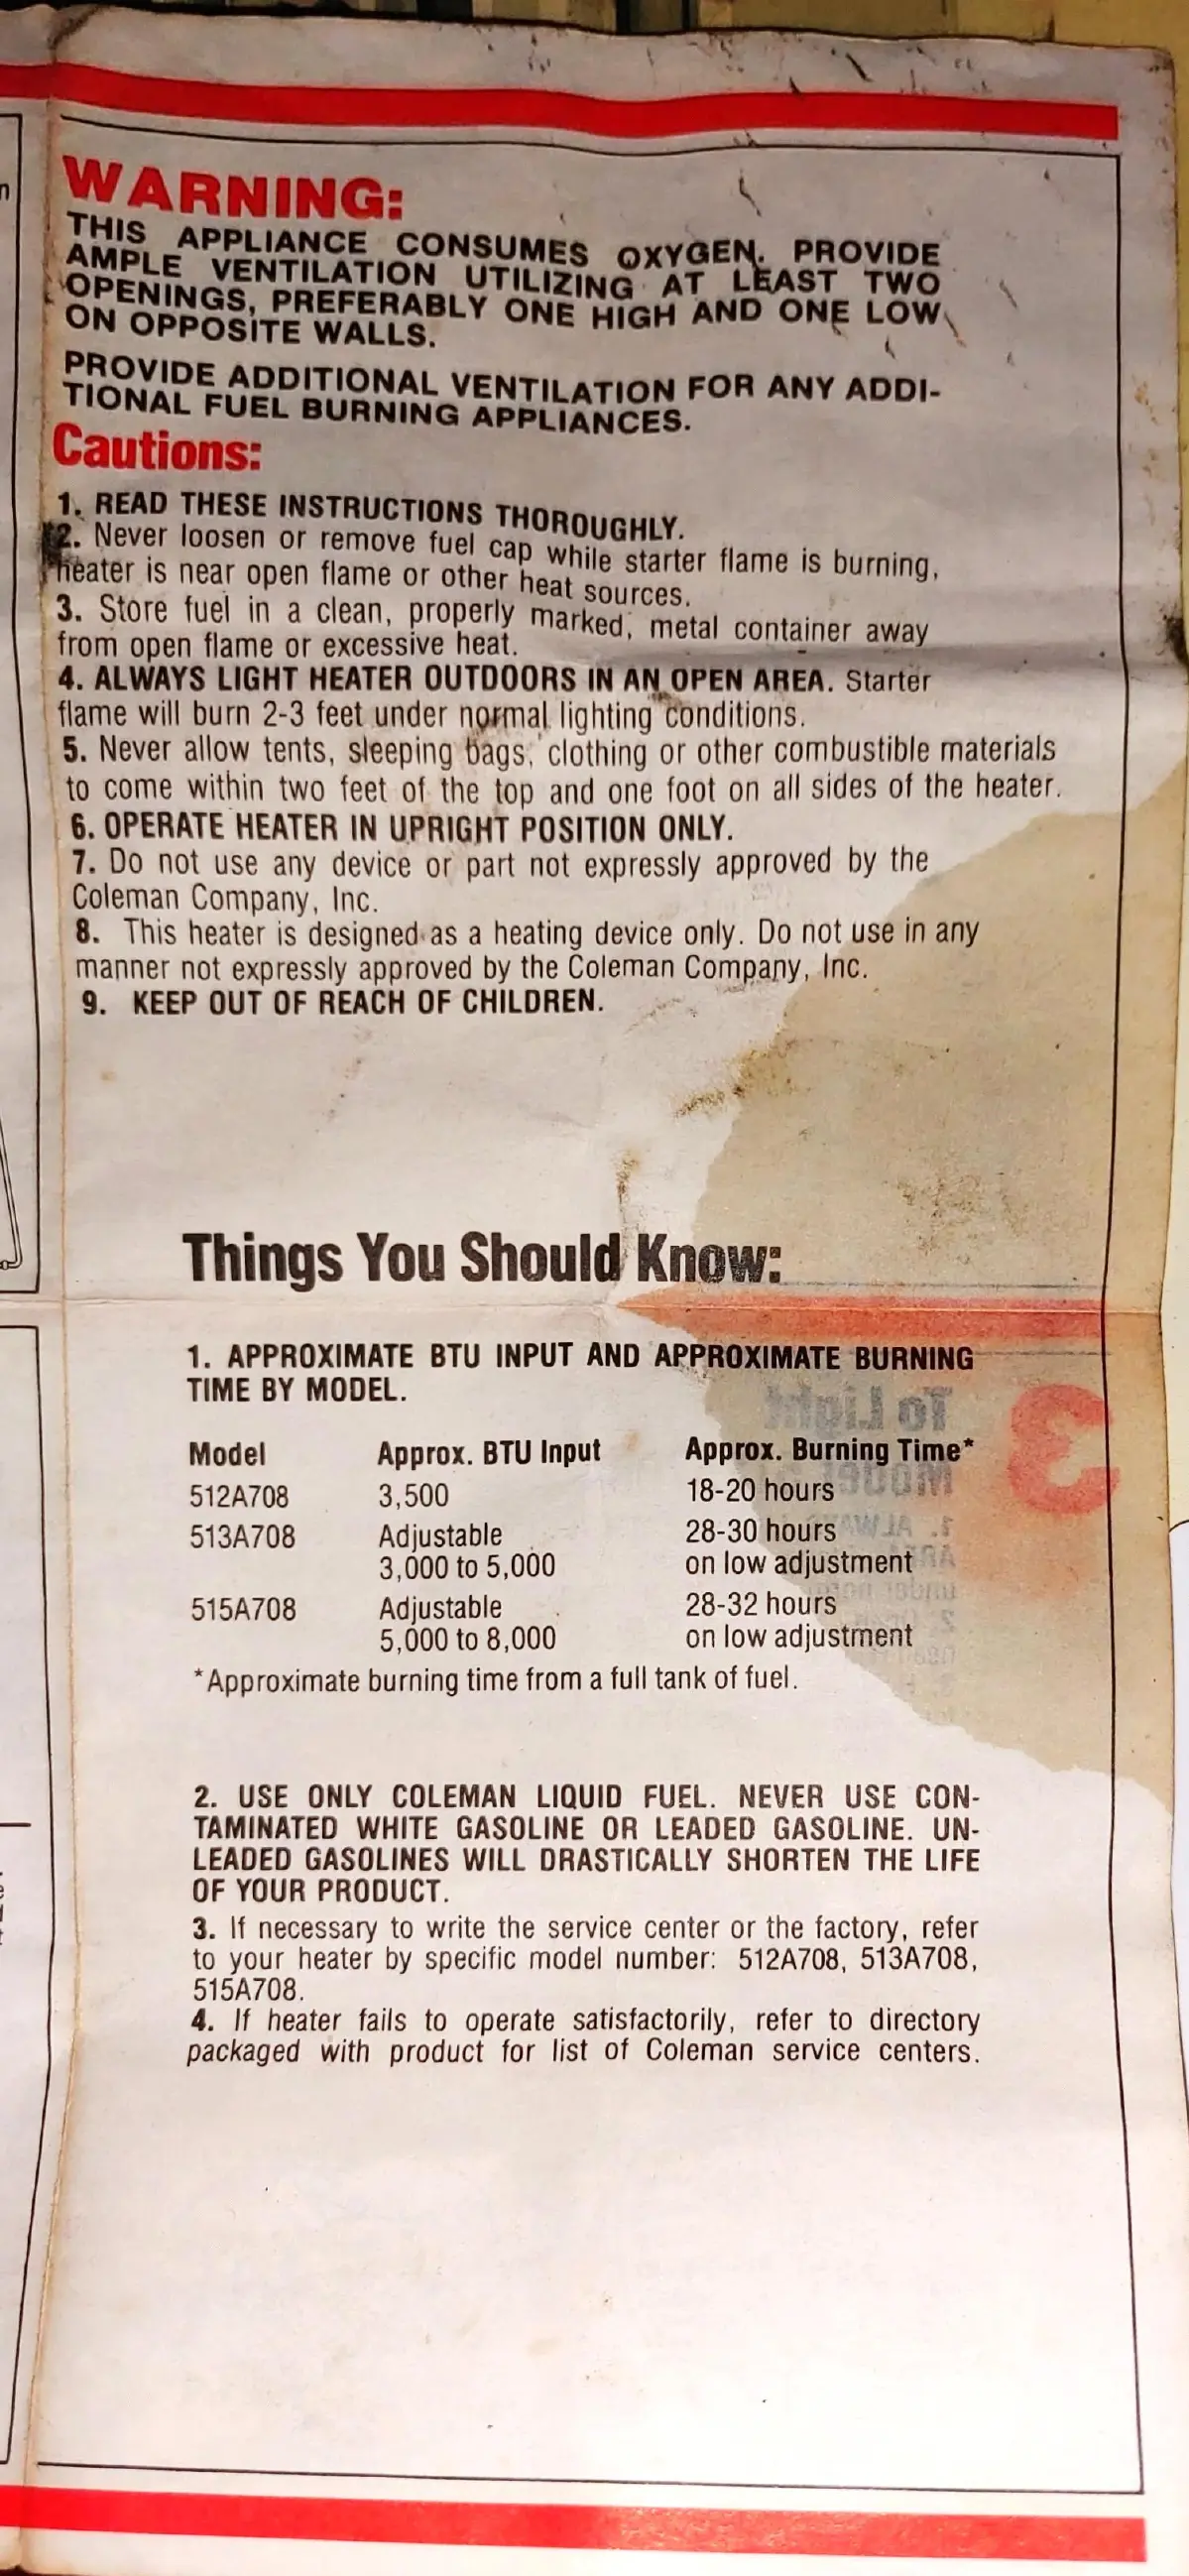 WARNING:
THIS APPLIANCE CONSUMES OXYGEN. PROVIDE
AMPLE VENTILATION UTILIZING AT LEAST TWO
OPENINGS, PREFERABLY ONE HIGH AND ONE LOW
ON OPPOSITE WALLS.
PROVIDE ADDITIONAL VENTILATION FOR ANY ADDI-
TIONAL FUEL BURNING APPLIANCES.
Cautions:
1. READ THESE INSTRUCTIONS THOROUGHLY.
2. Never loosen or remove fuel cap while starter flame is burning,
heater is near open flame or other heat sources.
3. Store fuel in a clean, properly marked, metal container away
from open flame or excessive heat.
4. ALWAYS LIGHT HEATER OUTDOORS IN AN OPEN AREA. Starter
flame will burn 2-3 feet under normal lighting conditions.
5. Never allow tents, sleeping bags, clothing or other combustible materials
to come within two feet of the top and one foot on all sides of the heater.
6. OPERATE HEATER IN UPRIGHT POSITION ONLY.
7. Do not use any device or part not expressly approved by the
Coleman Company, Inc.
8. This heater is designed as a heating device only. Do not use in any
manner not expressly approved by the Coleman Company, Inc.
9. KEEP OUT OF REACH OF CHILDREN.
Things You Should Know:
1. APPROXIMATE BTU INPUT AND APPROXIMATE BURNING
TIME BY MODEL.
Model Approx. BTU Input Approx. Burning Time*
512A708 3,500 18-20 hours
513A708 Adjustable 28-30 hours
3,000 to 5,000 on low adjustment
515A708 Adjustable 28-32 hours
5,000 to 8,000 on low adjustment
*Approximate burning time from a full tank of fuel.
2. USE ONLY COLEMAN LIQUID FUEL. NEVER USE CON-
TAMINATED WHITE GASOLINE OR LEADED GASOLINE. UN-
LEADED GASOLINES WILL DRASTICALLY SHORTEN THE LIFE
OF YOUR PRODUCT.
3. If necessary to write the service center or the factory, refer
to your heater by specific model number: 512A708, 513A708,
515A708.
4. If heater fails to operate satisfactorily, refer to directory
packaged with product for list of Coleman service centers.